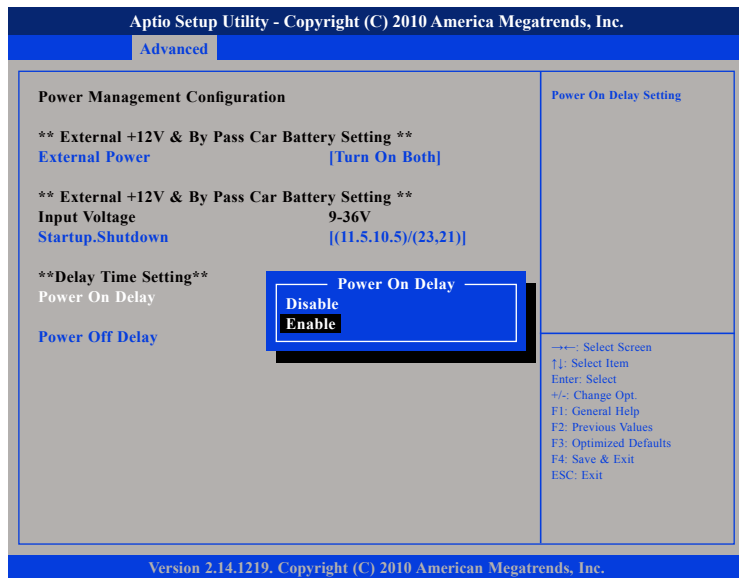 Aptio Setup Utility - Copyright (C) 2010 America Megatrends, Inc.
Advanced
Power Management Configuration
** External +12V & By Pass Car Battery Setting **
External Power [Turn On Both]
** External +12V & By Pass Car Battery Setting **
Input Voltage 9-36V
Startup.Shutdown [(11.5.10.5)/(23,21)]
**Delay Time Setting**
Power On Delay
Power Off Delay
Power On Delay
Disable
Enable
Power On Delay Setting
→←: Select Screen
↑↓: Select Item
Enter: Select
+/-: Change Opt.
F1: General Help
F2: Previous Values
F3: Optimized Defaults
F4: Save & Exit
ESC: Exit
Version 2.14.1219. Copyright (C) 2010 American Megatrends, Inc.